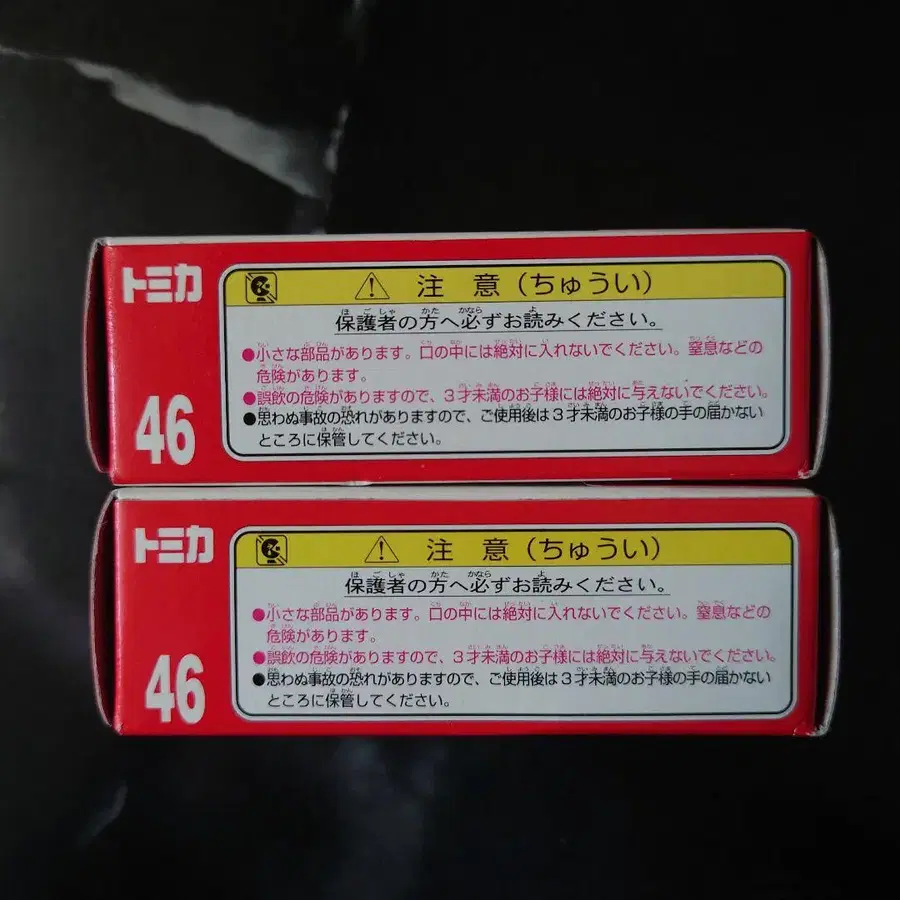 トミカ
46
注 意（ちゅうい）
保護者の方へ必ずお読みください。
●小さな部品があります。口の中には絶対に入れないでください。窒息などの
危険があります。
●誤飲の危険がありますので、3才未満のお子様には絶対に与えないでください。
●思わぬ事故の恐れがありますので、ご使用後は3才未満のお子様の手の届かない
ところに保管してください。
トミカ
46
注 意（ちゅうい）
保護者の方へ必ずお読みください。
●小さな部品があります。口の中には絶対に入れないでください。窒息などの
危険があります。
●誤飲の危険がありますので、3才未満のお子様には絶対に与えないでください。
●思わぬ事故の恐れがありますので、ご使用後は3才未満のお子様の手の届かない
ところに保管してください。